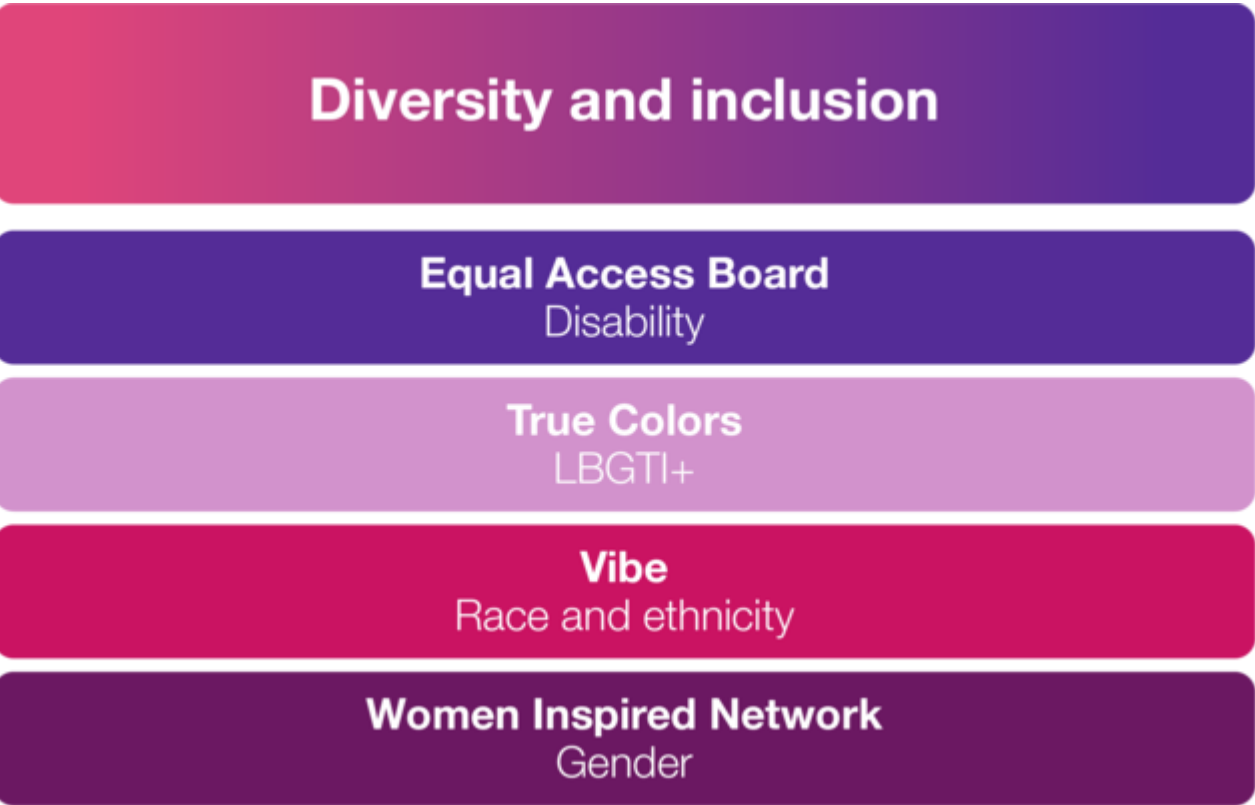 Diversity and inclusion
Equal Access Board
Disability
True Colors
LBGTI+
Vibe
Race and ethnicity
Women Inspired Network
Gender